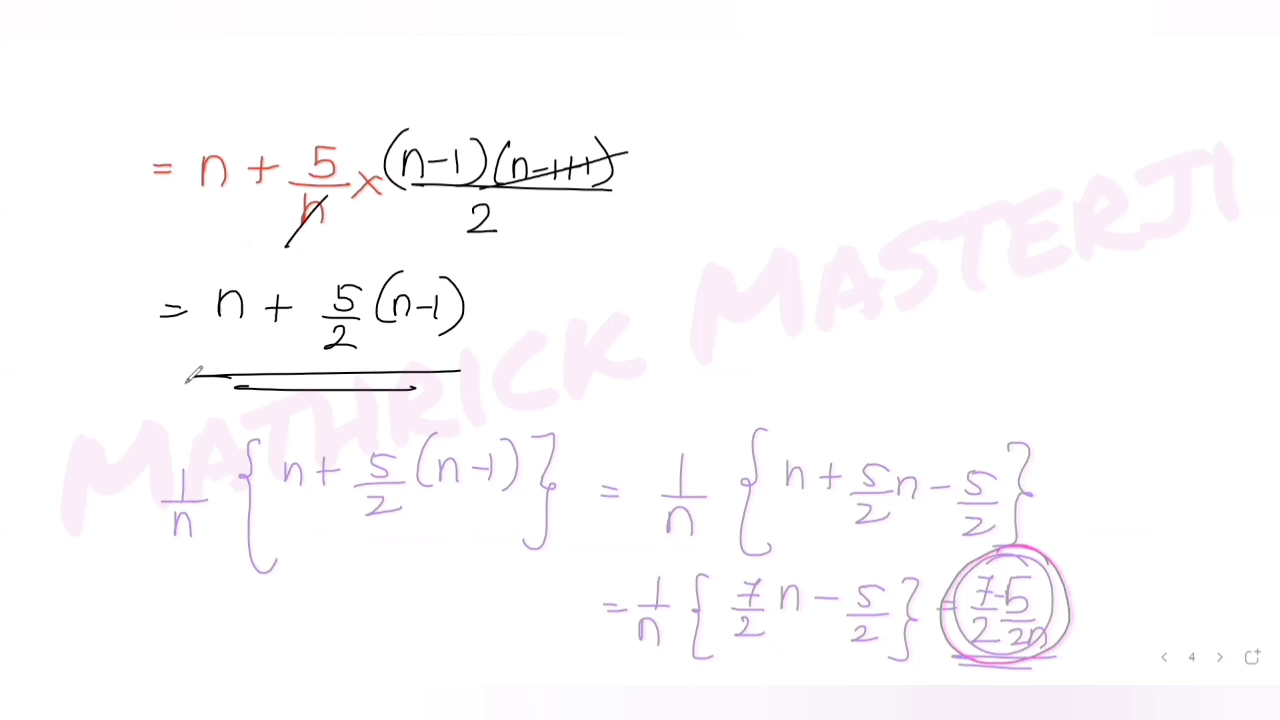 = n + 5/n × (n-1)(n-1+1)/2
= n + 5/2 (n-1)
1/n { n + 5/2 (n-1) } = 1/n { n + 5/2 n - 5/2 }
= 1/n { 7/2 n - 5/2 } = 7/2 - 5/2n
MATHRICK MASTERJI
< 4 >